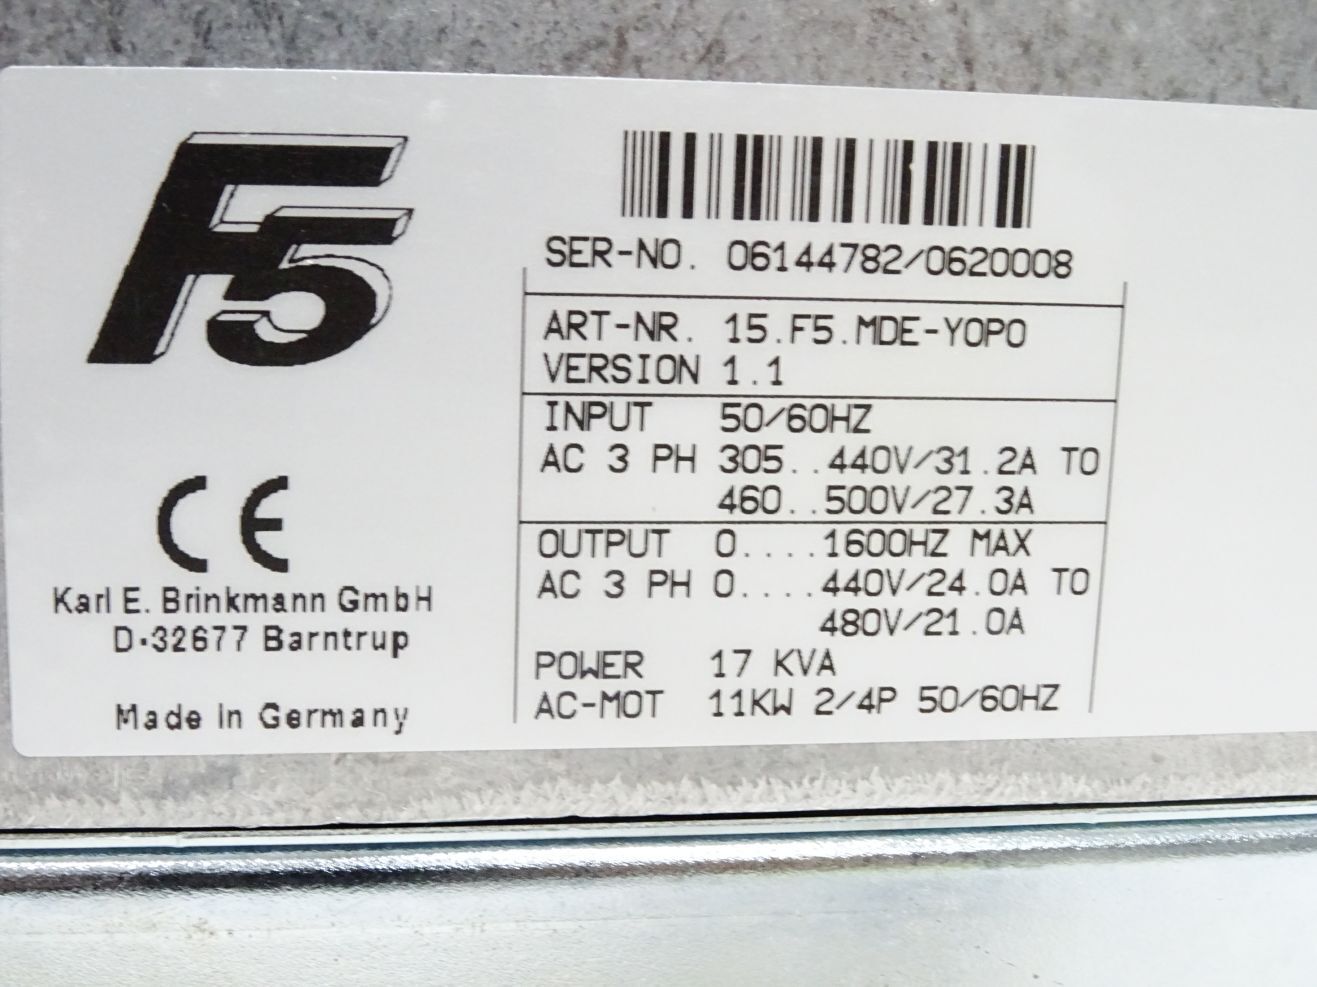 F5
SER-NO. 06144782/0620008
ART-NR. 15.F5.MDE-YOPO
VERSION 1.1
INPUT 50/60HZ
AC 3 PH 305..440V/31.2A TO
460..500V/27.3A
OUTPUT 0....1600HZ MAX
AC 3 PH 0....440V/24.0A TO
480V/21.0A
POWER 17 KVA
AC-MOT 11KW 2/4P 50/60HZ
CE
Karl E. Brinkmann GmbH
D-32677 Barntrup
Made in Germany